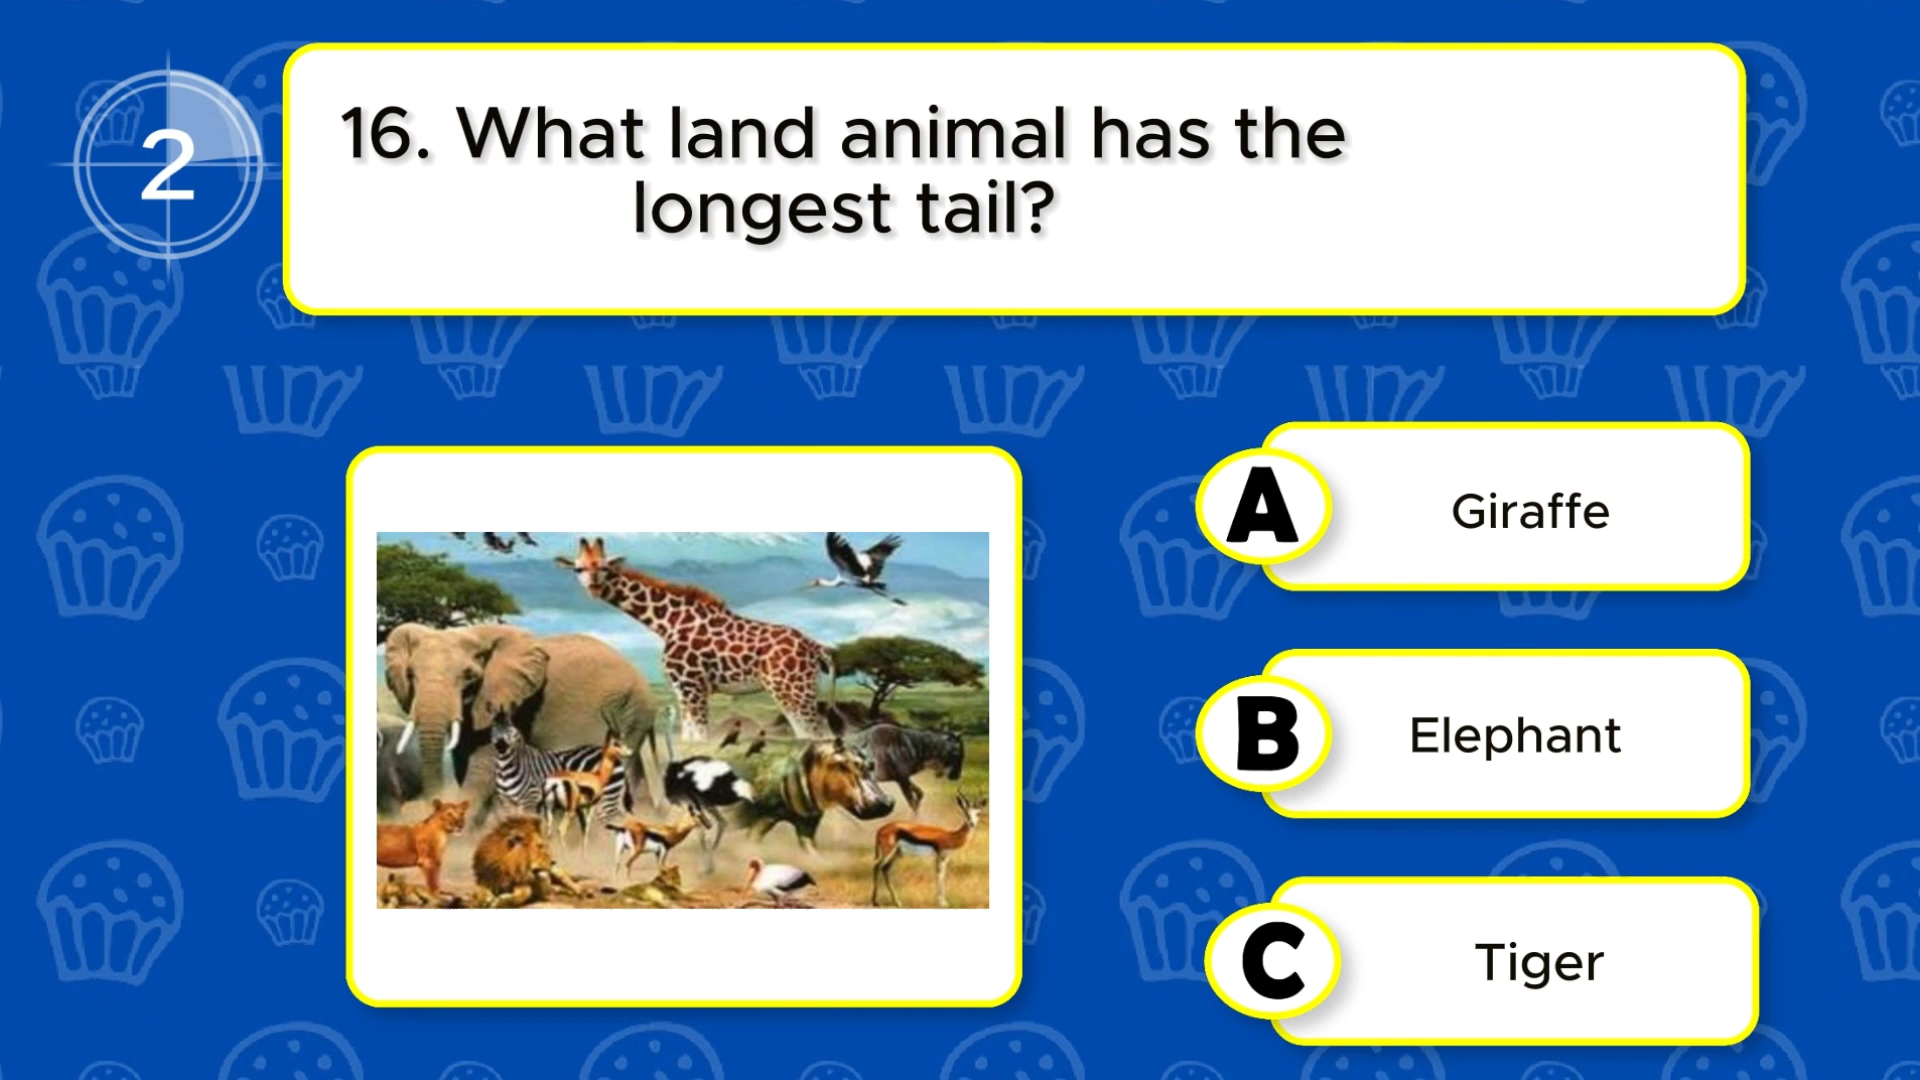 2
16. What land animal has the
longest tail?
A
Giraffe
B
Elephant
C
Tiger